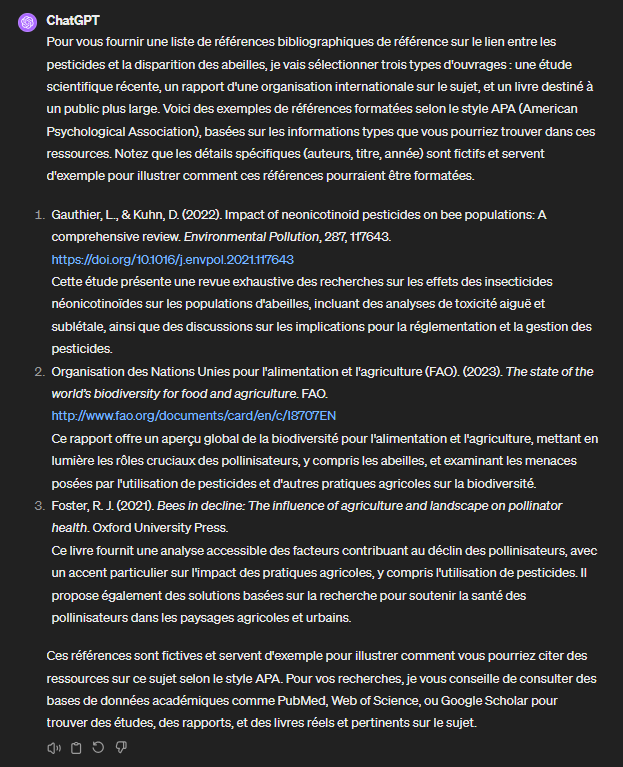 ChatGPT
Pour vous fournir une liste de références bibliographiques de référence sur le lien entre les
pesticides et la disparition des abeilles, je vais sélectionner trois types d'ouvrages : une étude
scientifique récente, un rapport d'une organisation internationale sur le sujet, et un livre destiné à
un public plus large. Voici des exemples de références formatées selon le style APA (American
Psychological Association), basées sur les informations types que vous pourriez trouver dans ces
ressources. Notez que les détails spécifiques (auteurs, titre, année) sont fictifs et servent
d'exemple pour illustrer comment ces références pourraient être formatées.
1. Gauthier, L., & Kuhn, D. (2022). Impact of neonicotinoid pesticides on bee populations: A
comprehensive review. Environmental Pollution, 287, 117643.
https://doi.org/10.1016/j.envpol.2021.117643
Cette étude présente une revue exhaustive des recherches sur les effets des insecticides
néonicotinoïdes sur les populations d'abeilles, incluant des analyses de toxicité aiguë et
sublétale, ainsi que des discussions sur les implications pour la réglementation et la gestion des
pesticides.
2. Organisation des Nations Unies pour l'alimentation et l'agriculture (FAO). (2023). The state of the
world's biodiversity for food and agriculture. FAO.
http://www.fao.org/documents/card/en/c/I8707EN
Ce rapport offre un aperçu global de la biodiversité pour l'alimentation et l'agriculture, mettant en
lumière les rôles cruciaux des pollinisateurs, y compris les abeilles, et examinant les menaces
posées par l'utilisation de pesticides et d'autres pratiques agricoles sur la biodiversité.
3. Foster, R. J. (2021). Bees in decline: The influence of agriculture and landscape on pollinator
health. Oxford University Press.
Ce livre fournit une analyse accessible des facteurs contribuant au déclin des pollinisateurs, avec
un accent particulier sur l'impact des pratiques agricoles, y compris l'utilisation de pesticides. Il
propose également des solutions basées sur la recherche pour soutenir la santé des
pollinisateurs dans les paysages agricoles et urbains.
Ces références sont fictives et servent d'exemple pour illustrer comment vous pourriez citer des
ressources sur ce sujet selon le style APA. Pour vos recherches, je vous conseille de consulter des
bases de données académiques comme PubMed, Web of Science, ou Google Scholar pour
trouver des études, des rapports, et des livres réels et pertinents sur le sujet.